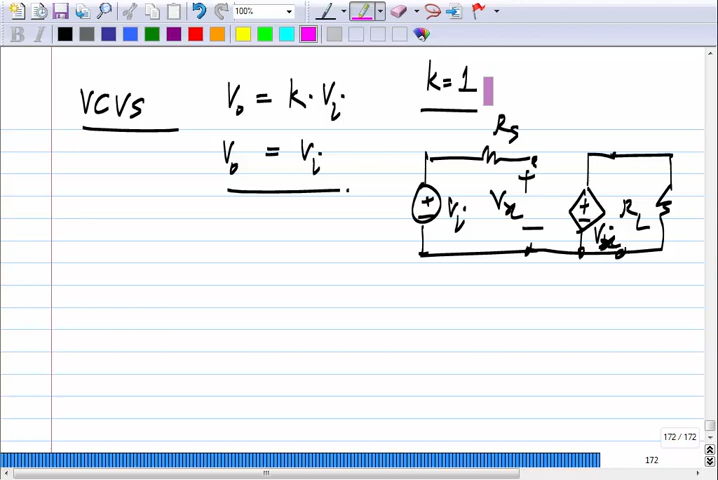 100%
VCVS
V₀ = k · Vᵢ
k = 1
V₀ = Vᵢ
Rs
+
Vx
−
+
−
Vᵢ
+
−
RL
172 / 172
172